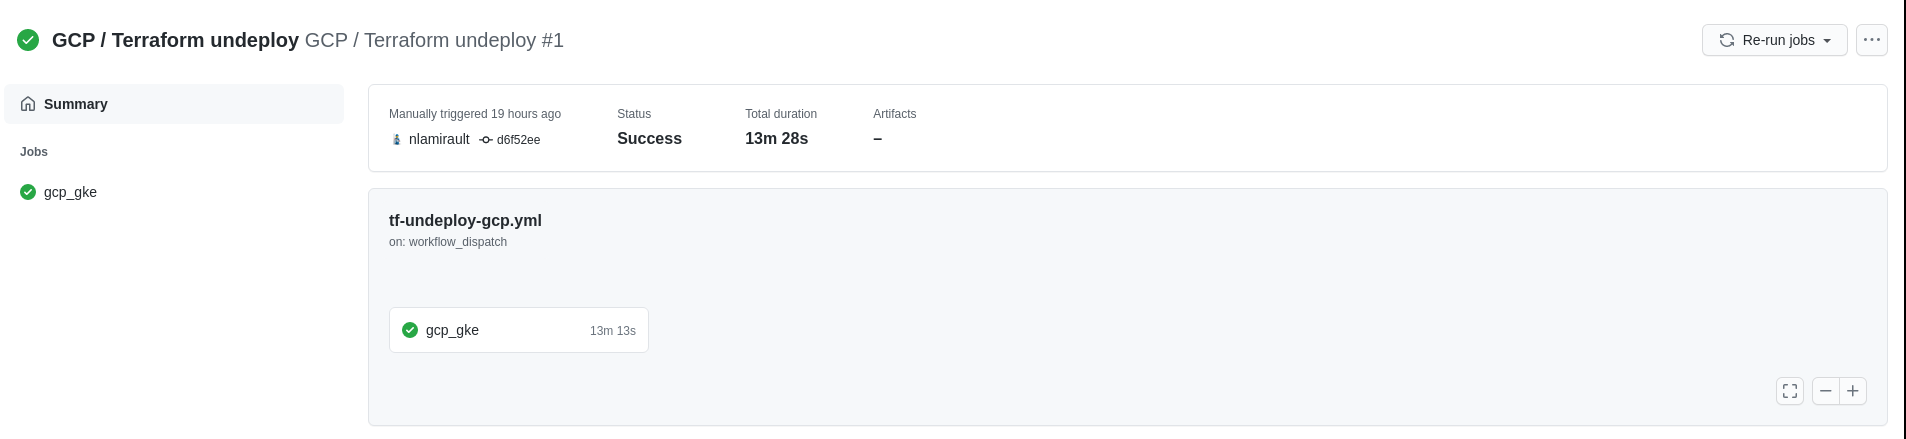 GCP / Terraform undeploy GCP / Terraform undeploy #1
Re-run jobs
Summary
Jobs
gcp_gke
Manually triggered 19 hours ago
nlamirault d6f52ee
Status
Success
Total duration
13m 28s
Artifacts
–
tf-undeploy-gcp.yml
on: workflow_dispatch
gcp_gke 13m 13s